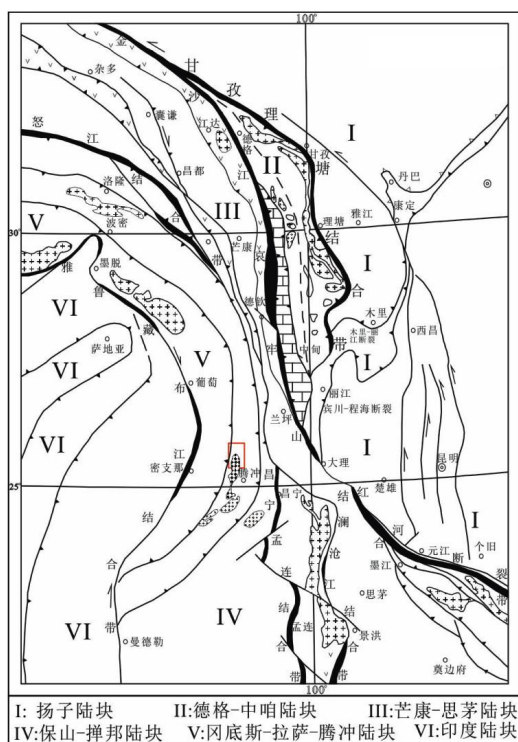 100°
金
甘
孜
理
塘
结
合
带
杂多
沙
囊谦
江达
德格
甘孜
I
丹巴
怒
江
结
合
带
江
II
昌都
洛隆
康定
III
V
波密
理塘
雅江
30
芒康
哀
雅
墨脱
I
VI
鲁
德钦
木里
藏
木里-丽江断裂
西昌
萨地亚
V
牢
中甸
I
VI
布
葡萄
丽江
宾川-程海断裂
兰坪
山
VI
江
大理
I
昆明
密支那
腾冲
昌
25
昌宁
结
红
楚雄
结
宁
澜
河
I
孟
沧
合
元江
个旧
合
连
江
墨江
断
裂
IV
思茅
带
带
VI
结
孟连
结
景洪
带
曼德勒
合
合
奠边府
带
带
100°
I: 扬子陆块 II:德格-中咱陆块 III:芒康-思茅陆块
IV:保山-掸邦陆块 V:冈底斯-拉萨-腾冲陆块 VI:印度陆块